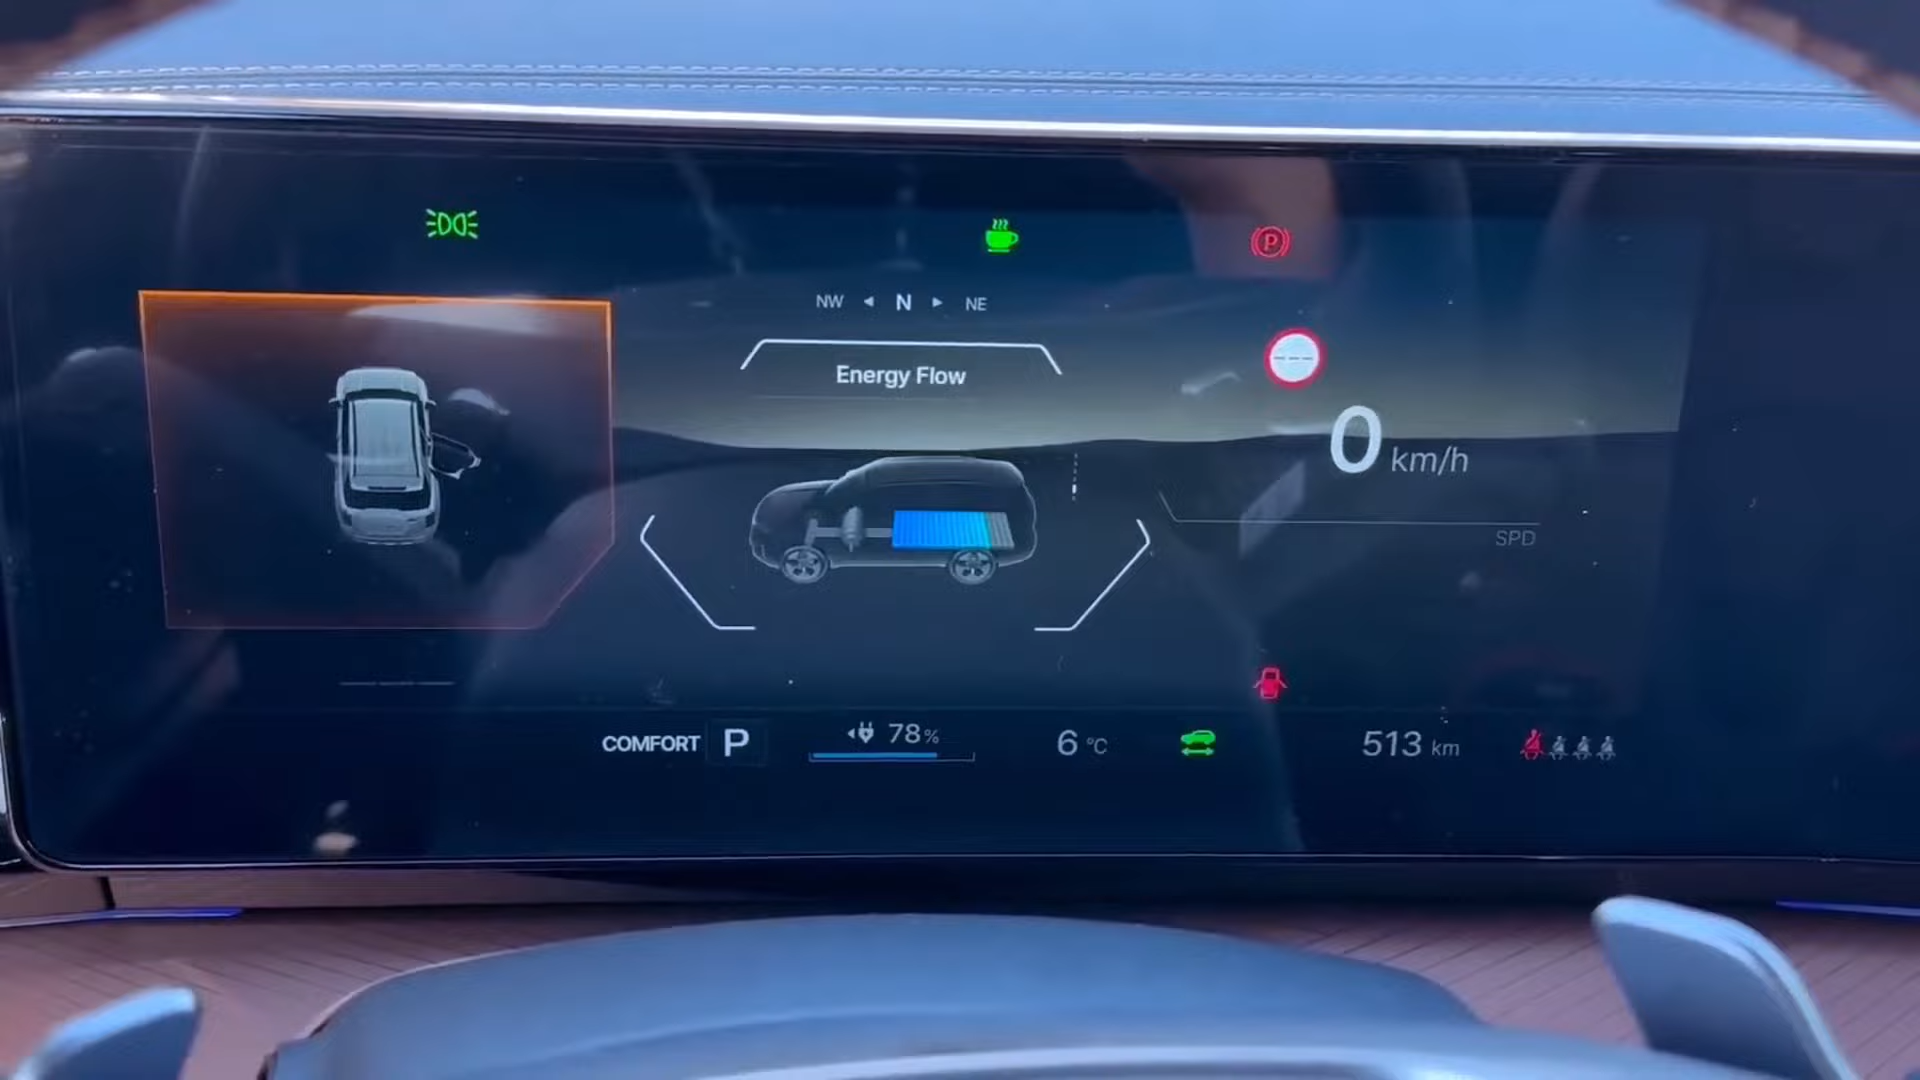 P
NW N NE
Energy Flow
0 km/h
SPD
COMFORT P 78% 6 °C 513 km